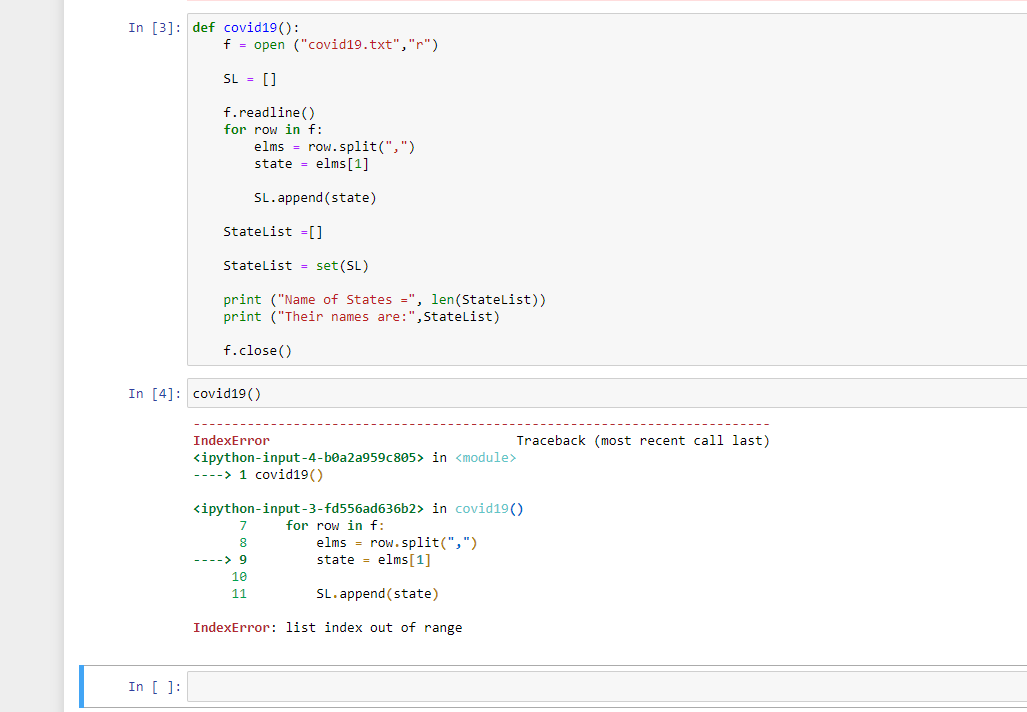 In [3]: def covid19():
f = open ("covid19.txt","r")
SL = []
f.readline()
for row in f:
elms = row.split(",")
state = elms[1]
SL.append(state)
StateList =[]
StateList = set(SL)
print ("Name of States =", len(StateList))
print ("Their names are:",StateList)
f.close()
In [4]: covid19()
---------------------------------------------------------------------------
IndexError Traceback (most recent call last)
<ipython-input-4-b0a2a959c805> in <module>
----> 1 covid19()
<ipython-input-3-fd556ad636b2> in covid19()
7 for row in f:
8 elms = row.split(",")
----> 9 state = elms[1]
10
11 SL.append(state)
IndexError: list index out of range
In [ ]: